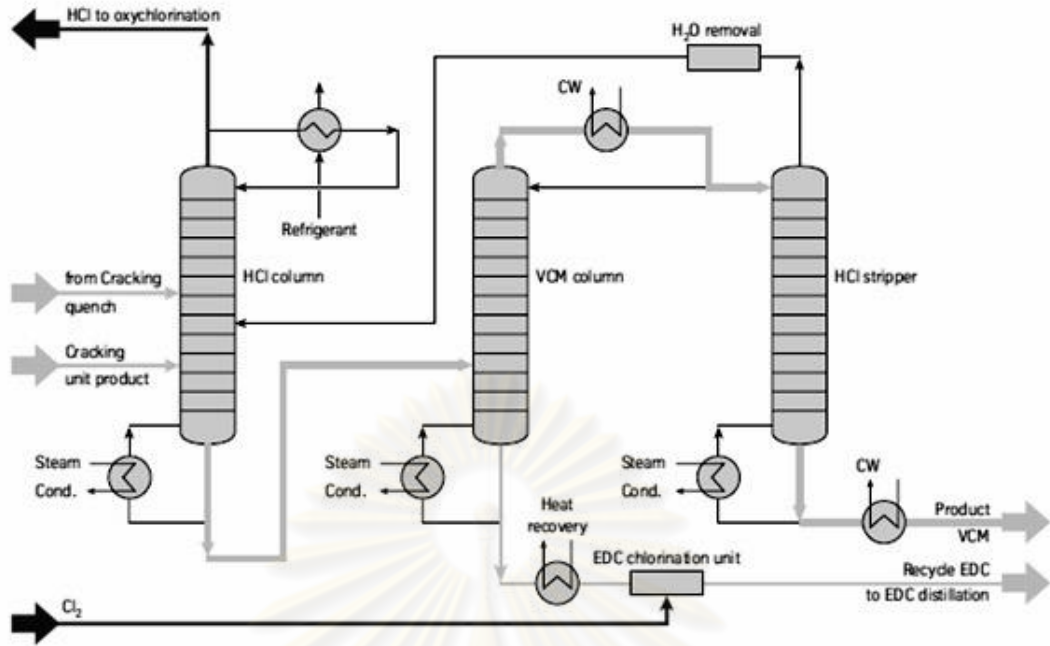 HCl to oxychlorination
H₂O removal
CW
Refrigerant
from Cracking
quench
HCl column
VCM column
HCl stripper
Cracking
unit product
Steam
Cond.
Steam
Cond.
Steam
Cond.
CW
Heat
recovery
Product
VCM
EDC chlorination unit
Recycle EDC
to EDC distillation
Cl₂